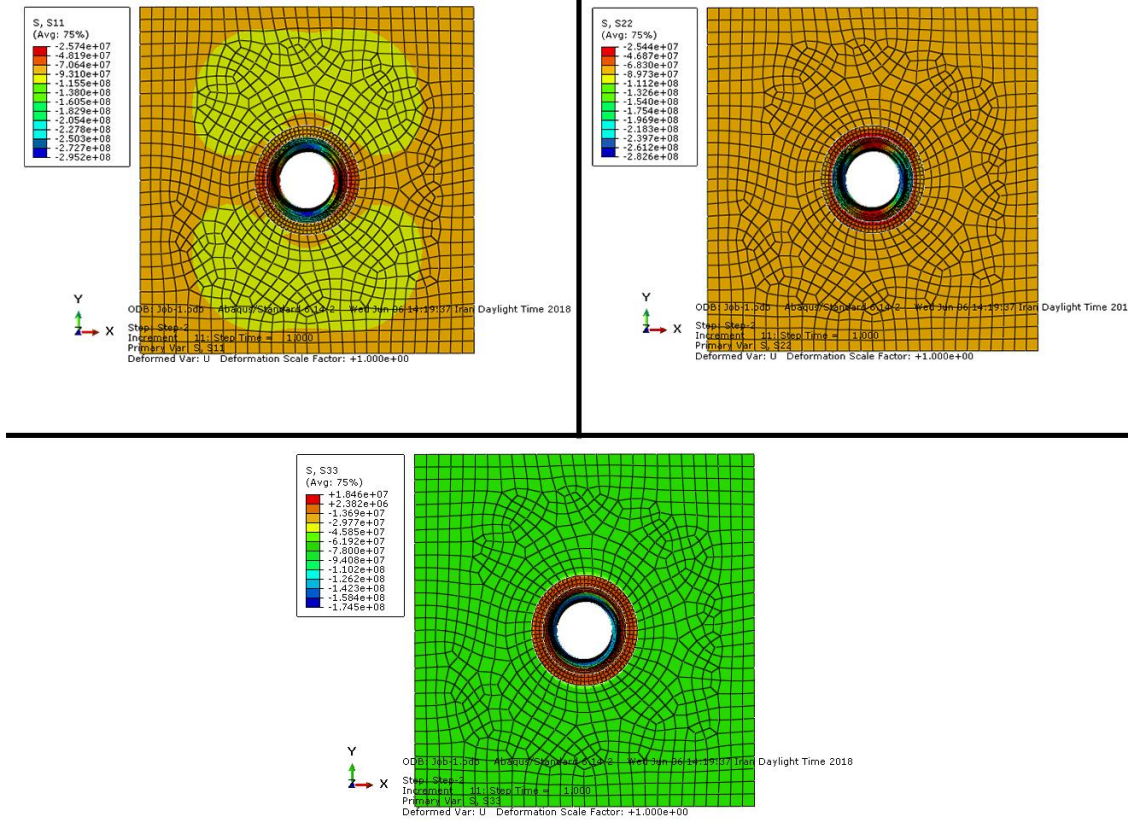 S, S11
(Avg: 75%)
-2.574e+07
-4.819e+07
-7.064e+07
-9.310e+07
-1.155e+08
-1.380e+08
-1.605e+08
-1.829e+08
-2.054e+08
-2.278e+08
-2.503e+08
-2.727e+08
-2.952e+08
Y
Z X
ODB: Job-1.odb Abaqus/Standard 6.14-2 Wed Jun 06 14:19:37 Iran Daylight Time 2018
Step: Step-2
Increment 11: Step Time = 1.000
Primary Var: S, S11
Deformed Var: U Deformation Scale Factor: +1.000e+00
S, S22
(Avg: 75%)
-2.544e+07
-4.687e+07
-6.830e+07
-8.973e+07
-1.112e+08
-1.326e+08
-1.540e+08
-1.754e+08
-1.969e+08
-2.183e+08
-2.397e+08
-2.612e+08
-2.826e+08
Y
Z X
ODB: Job-1.odb Abaqus/Standard 6.14-2 Wed Jun 06 14:19:37 Iran Daylight Time 201
Step: Step-2
Increment 11: Step Time = 1.000
Primary Var: S, S22
Deformed Var: U Deformation Scale Factor: +1.000e+00
S, S33
(Avg: 75%)
+1.846e+07
+2.382e+06
-1.369e+07
-2.977e+07
-4.585e+07
-6.192e+07
-7.800e+07
-9.408e+07
-1.102e+08
-1.262e+08
-1.423e+08
-1.584e+08
-1.745e+08
Y
Z X
ODB: Job-1.odb Abaqus/Standard 6.14-2 Wed Jun 06 14:19:37 Iran Daylight Time 2018
Step: Step-2
Increment 11: Step Time = 1.000
Primary Var: S, S33
Deformed Var: U Deformation Scale Factor: +1.000e+00